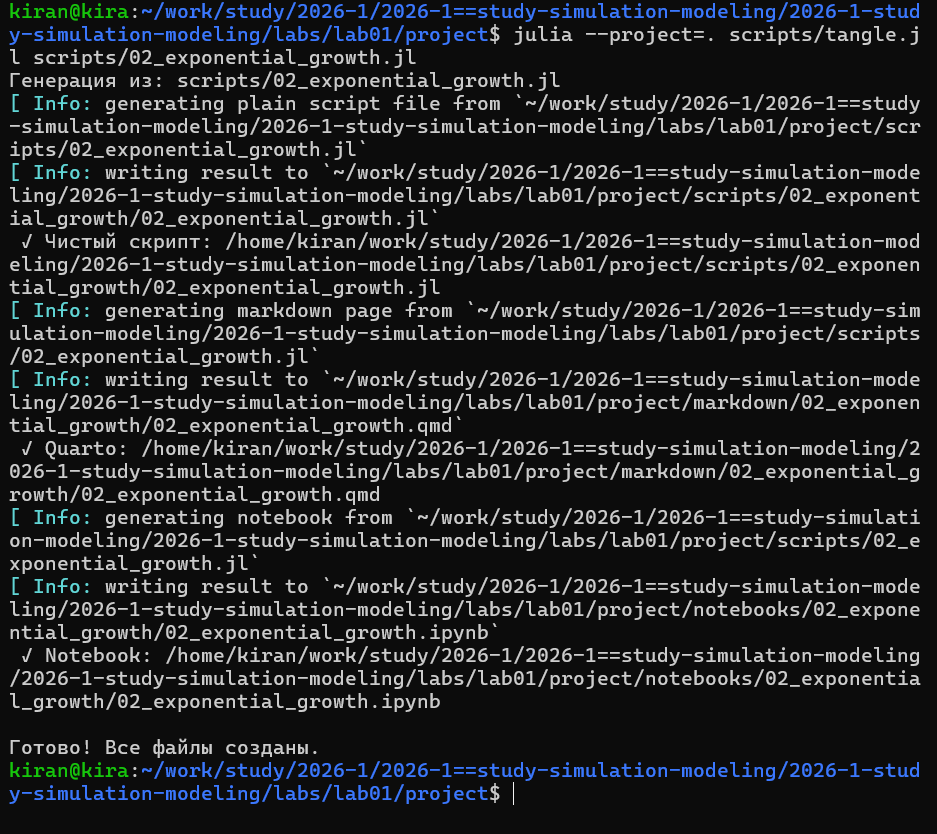 kiran@kira:~/work/study/2026-1/2026-1==study-simulation-modeling/2026-1-stud
y-simulation-modeling/labs/lab01/project$ julia --project=. scripts/tangle.j
l scripts/02_exponential_growth.jl
Генерация из: scripts/02_exponential_growth.jl
[ Info: generating plain script file from `~/work/study/2026-1/2026-1==study
-simulation-modeling/2026-1-study-simulation-modeling/labs/lab01/project/scr
ipts/02_exponential_growth.jl`
[ Info: writing result to `~/work/study/2026-1/2026-1==study-simulation-mode
ling/2026-1-study-simulation-modeling/labs/lab01/project/scripts/02_exponent
ial_growth/02_exponential_growth.jl`
 ✓ Чистый скрипт: /home/kiran/work/study/2026-1/2026-1==study-simulation-mod
eling/2026-1-study-simulation-modeling/labs/lab01/project/scripts/02_exponen
tial_growth/02_exponential_growth.jl
[ Info: generating markdown page from `~/work/study/2026-1/2026-1==study-sim
ulation-modeling/2026-1-study-simulation-modeling/labs/lab01/project/scripts
/02_exponential_growth.jl`
[ Info: writing result to `~/work/study/2026-1/2026-1==study-simulation-mode
ling/2026-1-study-simulation-modeling/labs/lab01/project/markdown/02_exponen
tial_growth/02_exponential_growth.qmd`
 ✓ Quarto: /home/kiran/work/study/2026-1/2026-1==study-simulation-modeling/2
026-1-study-simulation-modeling/labs/lab01/project/markdown/02_exponential_g
rowth/02_exponential_growth.qmd
[ Info: generating notebook from `~/work/study/2026-1/2026-1==study-simulati
on-modeling/2026-1-study-simulation-modeling/labs/lab01/project/scripts/02_e
xponential_growth.jl`
[ Info: writing result to `~/work/study/2026-1/2026-1==study-simulation-mode
ling/2026-1-study-simulation-modeling/labs/lab01/project/notebooks/02_expone
ntial_growth/02_exponential_growth.ipynb`
 ✓ Notebook: /home/kiran/work/study/2026-1/2026-1==study-simulation-modeling
/2026-1-study-simulation-modeling/labs/lab01/project/notebooks/02_exponentia
l_growth/02_exponential_growth.ipynb

Готово! Все файлы созданы.
kiran@kira:~/work/study/2026-1/2026-1==study-simulation-modeling/2026-1-stud
y-simulation-modeling/labs/lab01/project$